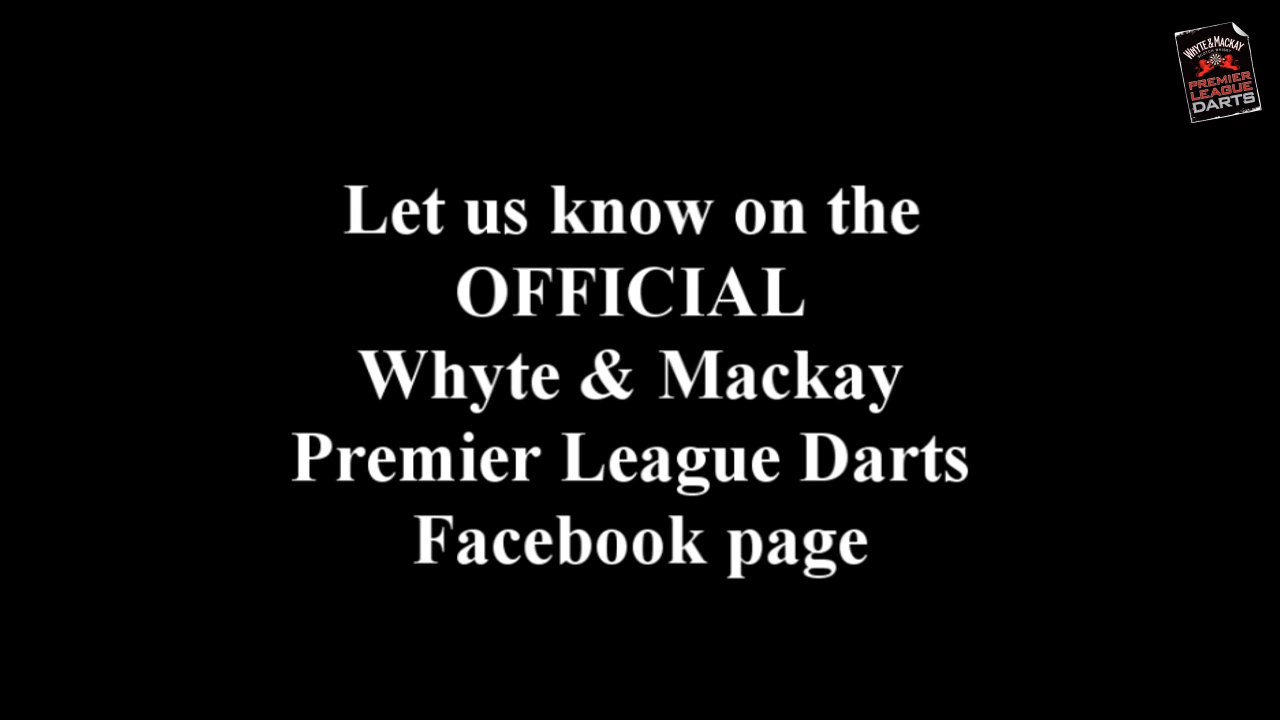 WHYTE & MACKAY
PREMIER
LEAGUE
DARTS
Let us know on the
OFFICIAL
Whyte & Mackay
Premier League Darts
Facebook page